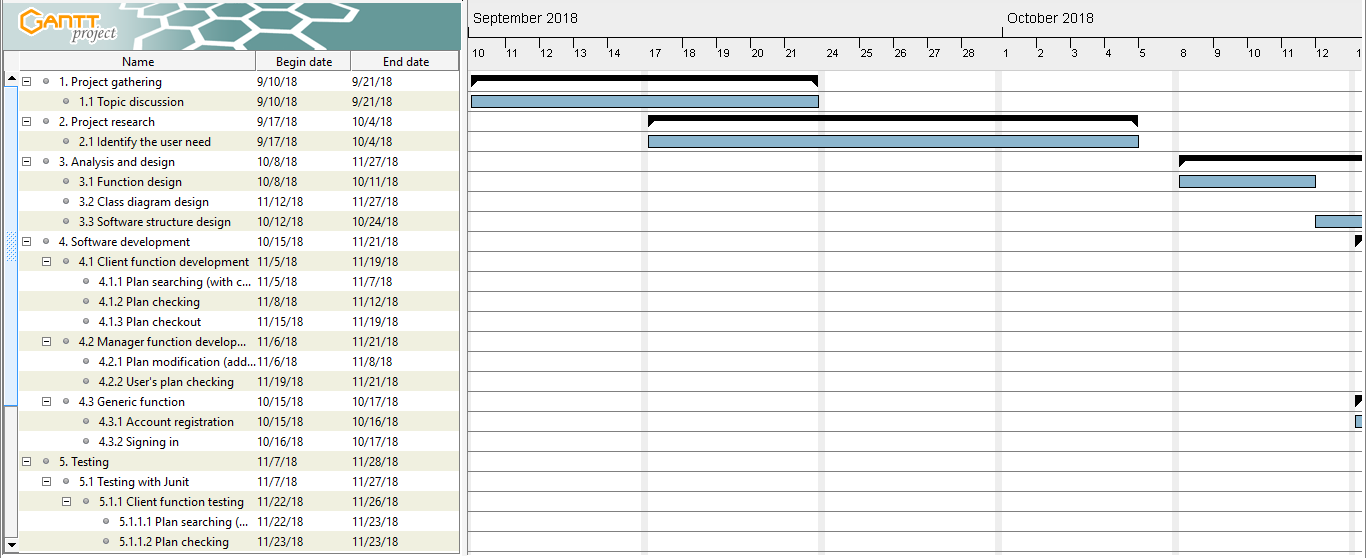 GANTT project
September 2018 October 2018
10 11 12 13 14 17 18 19 20 21 24 25 26 27 28 1 2 3 4 5 8 9 10 11 12 1
Name Begin date End date
1. Project gathering 9/10/18 9/21/18
1.1 Topic discussion 9/10/18 9/21/18
2. Project research 9/17/18 10/4/18
2.1 Identify the user need 9/17/18 10/4/18
3. Analysis and design 10/8/18 11/27/18
3.1 Function design 10/8/18 10/11/18
3.2 Class diagram design 11/12/18 11/27/18
3.3 Software structure design 10/12/18 10/24/18
4. Software development 10/15/18 11/21/18
4.1 Client function development 11/5/18 11/19/18
4.1.1 Plan searching (with c... 11/5/18 11/7/18
4.1.2 Plan checking 11/8/18 11/12/18
4.1.3 Plan checkout 11/15/18 11/19/18
4.2 Manager function develop... 11/6/18 11/21/18
4.2.1 Plan modification (add... 11/6/18 11/8/18
4.2.2 User's plan checking 11/19/18 11/21/18
4.3 Generic function 10/15/18 10/17/18
4.3.1 Account registration 10/15/18 10/16/18
4.3.2 Signing in 10/16/18 10/17/18
5. Testing 11/7/18 11/28/18
5.1 Testing with Junit 11/7/18 11/27/18
5.1.1 Client function testing 11/22/18 11/26/18
5.1.1.1 Plan searching (... 11/22/18 11/23/18
5.1.1.2 Plan checking 11/23/18 11/23/18